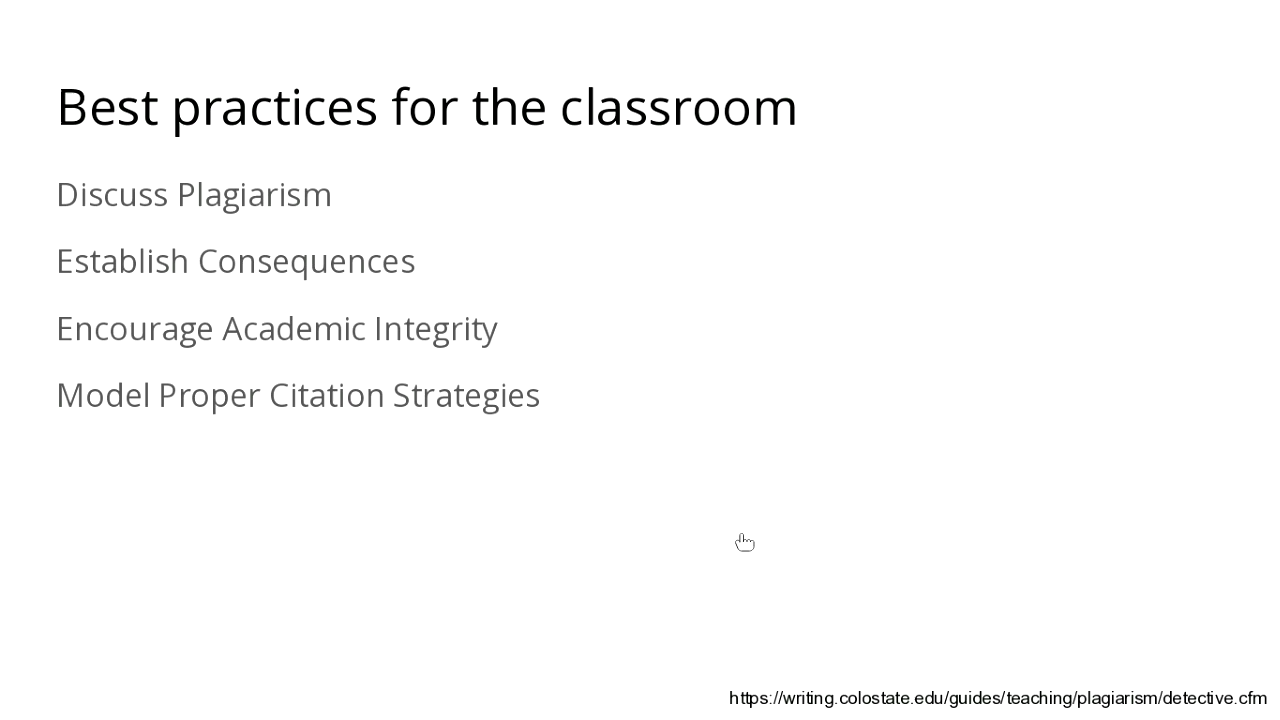 Best practices for the classroom
Discuss Plagiarism
Establish Consequences
Encourage Academic Integrity
Model Proper Citation Strategies
https://writing.colostate.edu/guides/teaching/plagiarism/detective.cfm